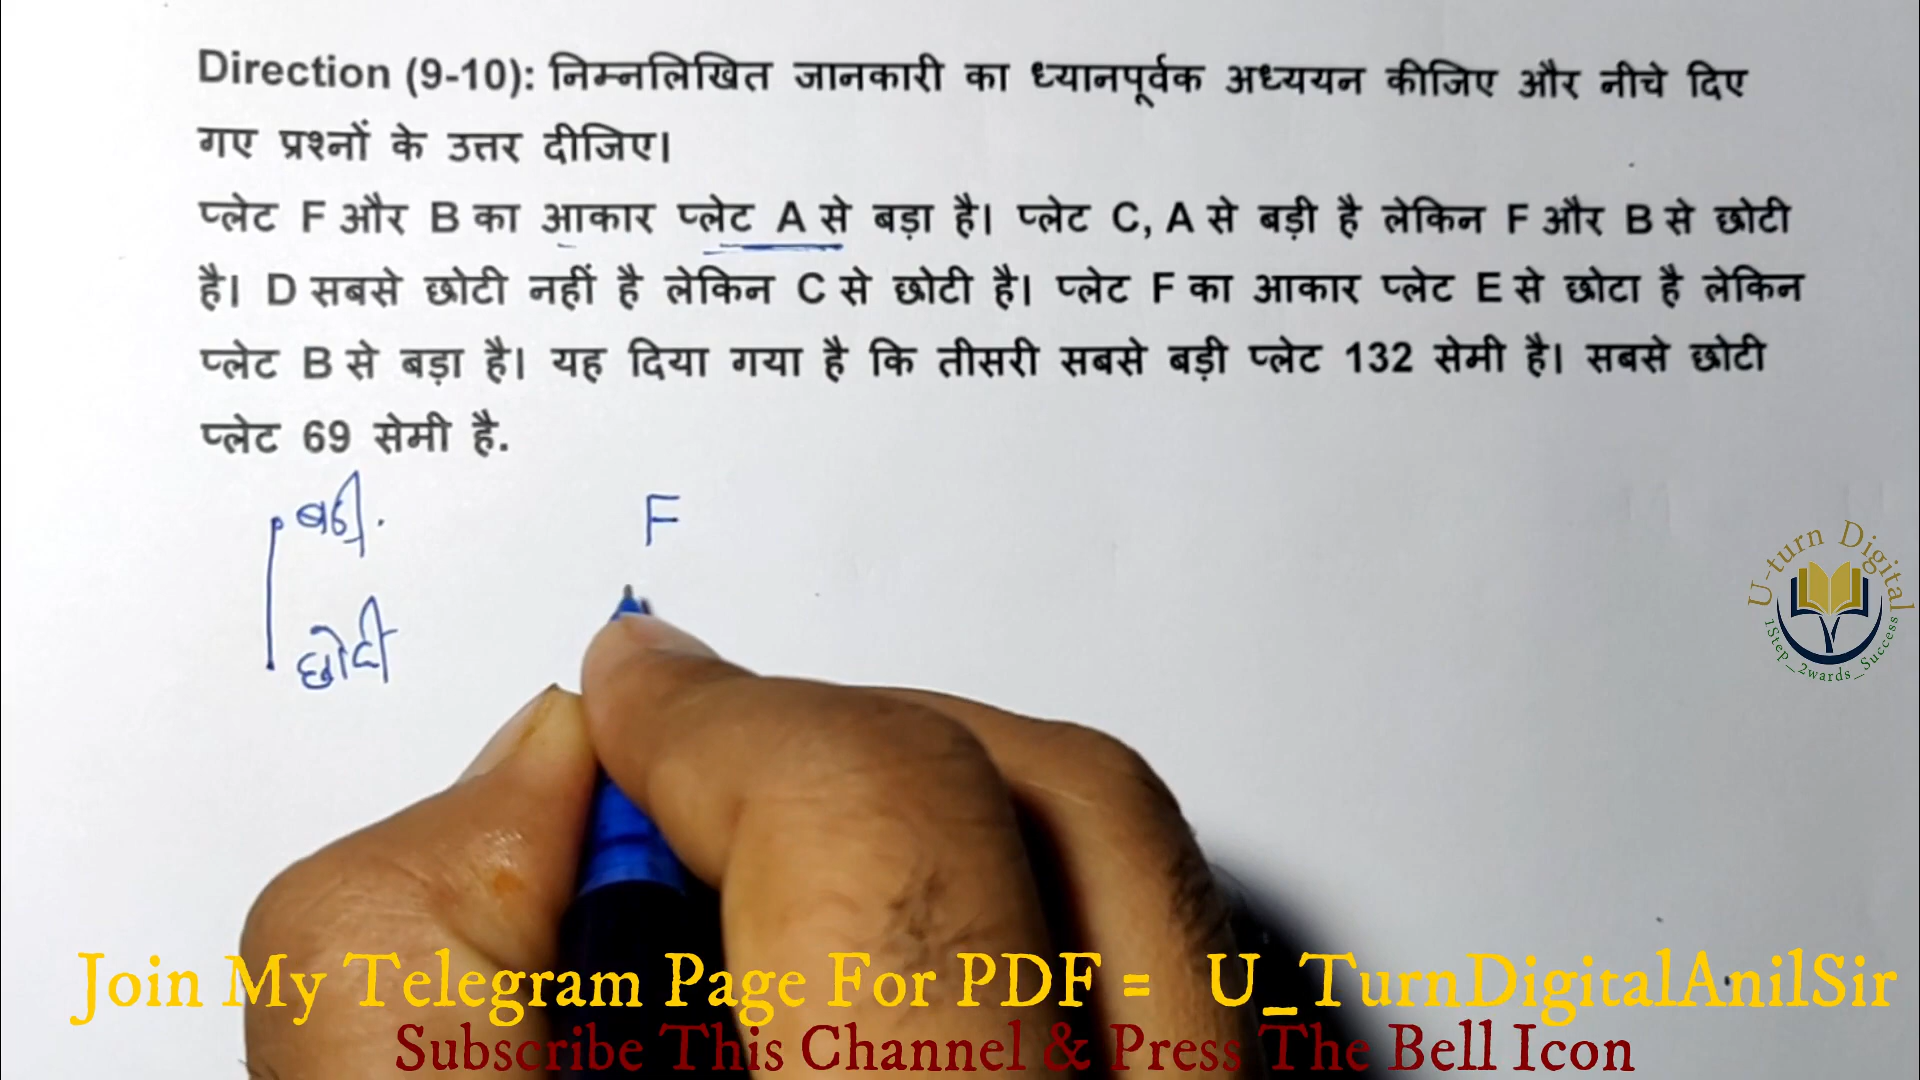 Direction (9-10): निम्नलिखित जानकारी का ध्यानपूर्वक अध्ययन कीजिए और नीचे दिए
गए प्रश्नों के उत्तर दीजिए।
प्लेट F और B का आकार प्लेट A से बड़ा है। प्लेट C, A से बड़ी है लेकिन F और B से छोटी
है। D सबसे छोटी नहीं है लेकिन C से छोटी है। प्लेट F का आकार प्लेट E से छोटा है लेकिन
प्लेट B से बड़ा है। यह दिया गया है कि तीसरी सबसे बड़ी प्लेट 132 सेमी है। सबसे छोटी
प्लेट 69 सेमी है.
बडी.
F
छोटी
U-turn Digital
1Step_2wards_Success
Join My Telegram Page For PDF = U_TurnDigitalAnilSir
Subscribe This Channel & Press The Bell Icon